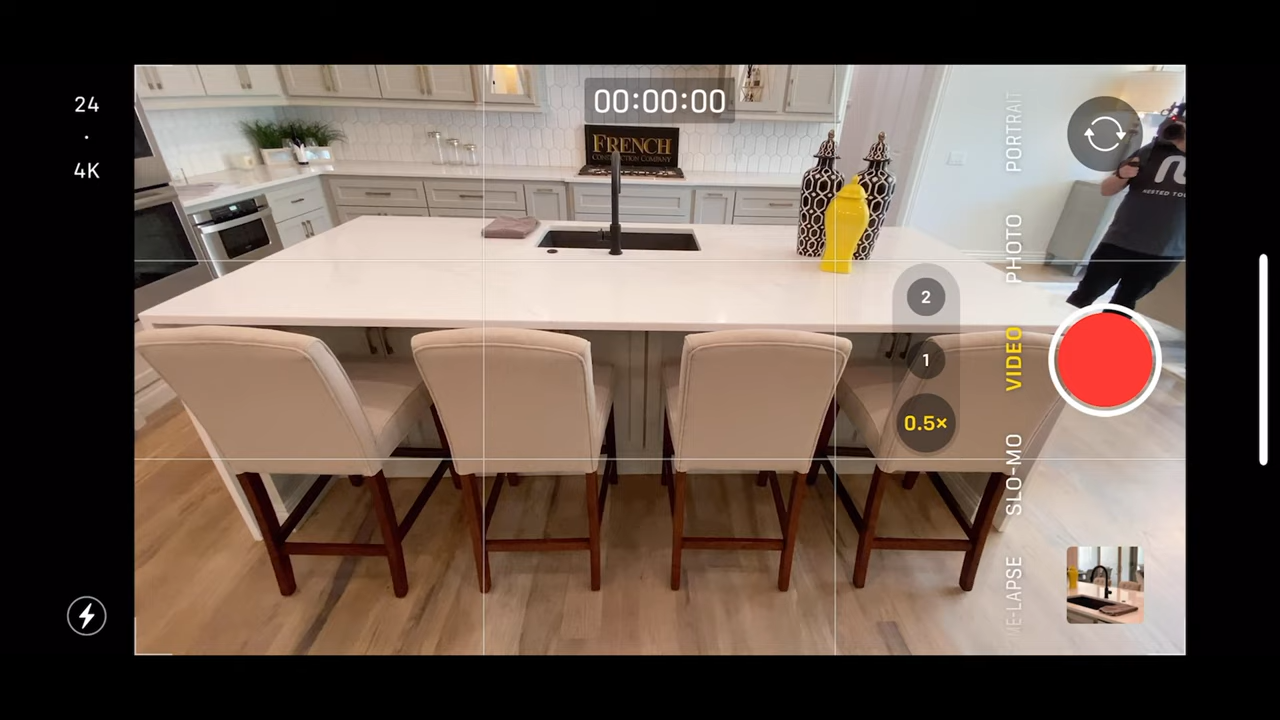 24
·
4K
00:00:00
FRENCH
CONSTRUCTION COMPANY
2
1
0.5×
PORTRAIT
PHOTO
VIDEO
SLO-MO
ME-LAPSE